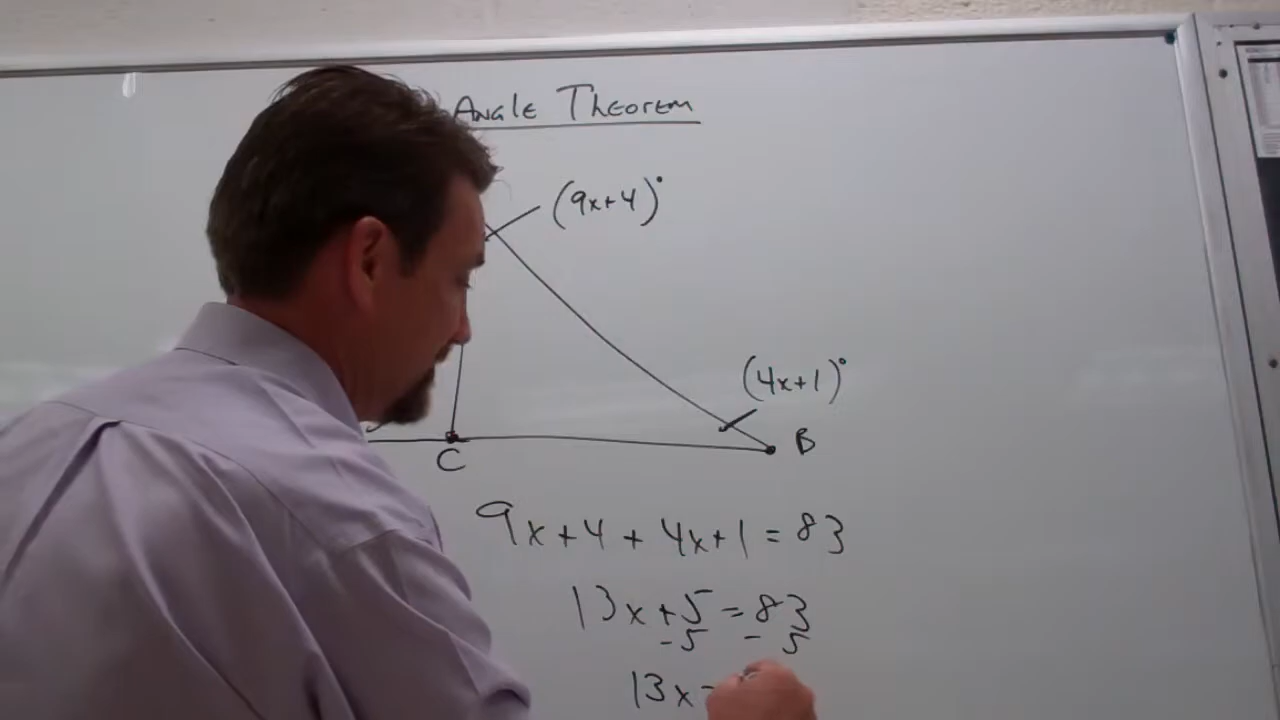 Angle Theorem
(9x+4)°
(4x+1)°
C
B
9x+4 + 4x+1 = 83
13x+5 = 83
-5 - 5
13x=